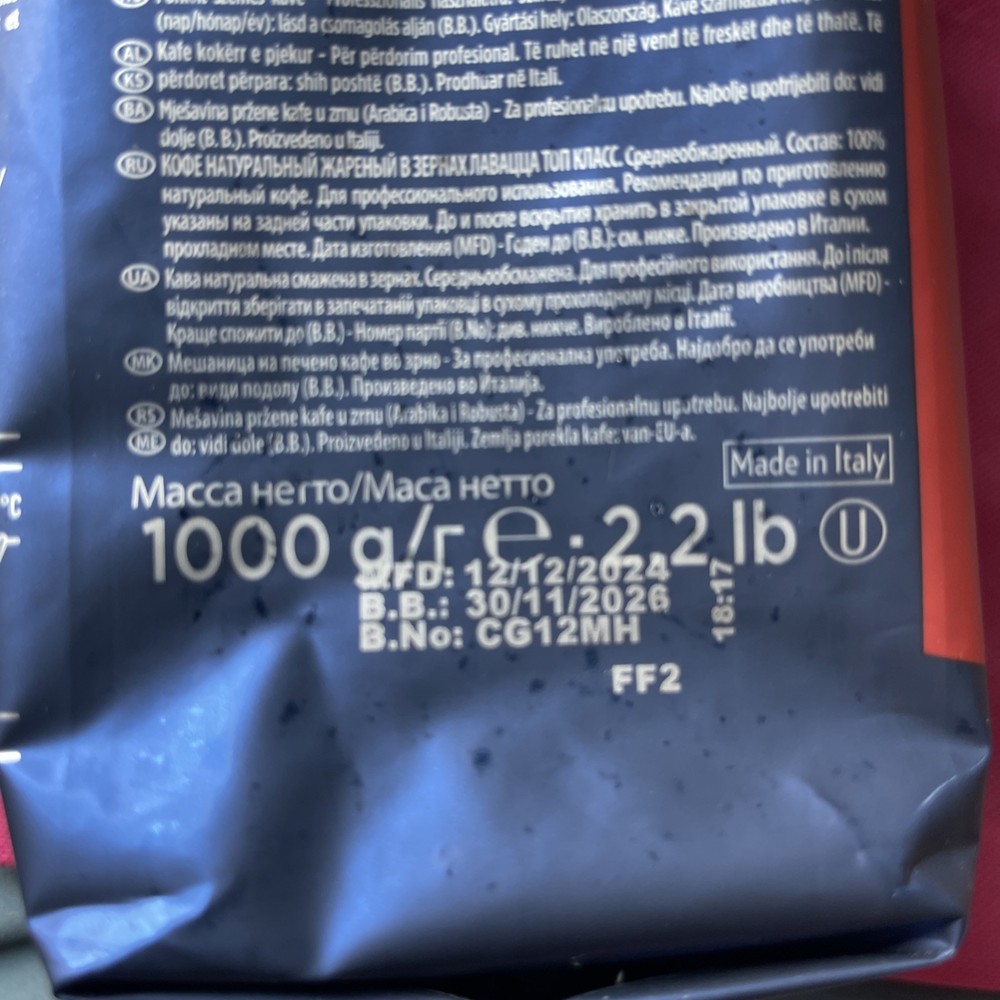 (nap/hónap/év): lásd a csomagolás alján (B.B.). Gyártási hely: Olaszország. Kávé
AL Kafe kokërr e pjekur - Për përdorim profesional. Të ruhet në një vend të freskët dhe të thatë. Të
KS përdoret përpara: shih poshtë (B.B.). Prodhuar në Itali.
BA Mješavina pržene kafe u zrnu (Arabica i Robusta) - Za profesionalnu upotrebu. Najbolje upotrijebiti do: vidi
dolje (B.B.). Proizvedeno u Italiji.
RU КОФЕ НАТУРАЛЬНЫЙ ЖАРЕНЫЙ В ЗЕРНАХ ЛАВАЦЦА ТОП КЛАСС. Среднеобжаренный. Состав: 100%
натуральный кофе. Для профессионального использования. Рекомендации по приготовлению
указаны на задней части упаковки. До и после вскрытия хранить в закрытой упаковке в сухом
прохладном месте. Дата изготовления (MFD) - Годен до (B.B.): см. ниже. Произведено в Италии.
UA Кава натуральна смажена в зернах. Середньообсмажена. Для професійного використання. До і після
відкриття зберігати в запечатаній упаковці в сухому прохолодному місці. Дата виробництва (MFD) -
Краще спожити до (B.B.) - Номер партії (B.No): див. нижче. Вироблено в Італії.
MK Мешаница на печено кафе во зрно - За професионална употреба. Најдобро да се употреби
до: види подолу (B.B.). Произведено во Италија.
RS Mešavina pržene kafe u zrnu (Arabika i Robusta) - Za profesionalnu upotrebu. Najbolje upotrebiti
ME do: vidi dole (B.B.). Proizvedeno u Italiji. Zemlja porekla kafe: van-EU-a.
Made in Italy
Масса нетто/Маса нетто
1000 g/г e · 2,2 lb U
MFD: 12/12/2024
B.B.: 30/11/2026
B.No: CG12MH
18:17
FF2
°C